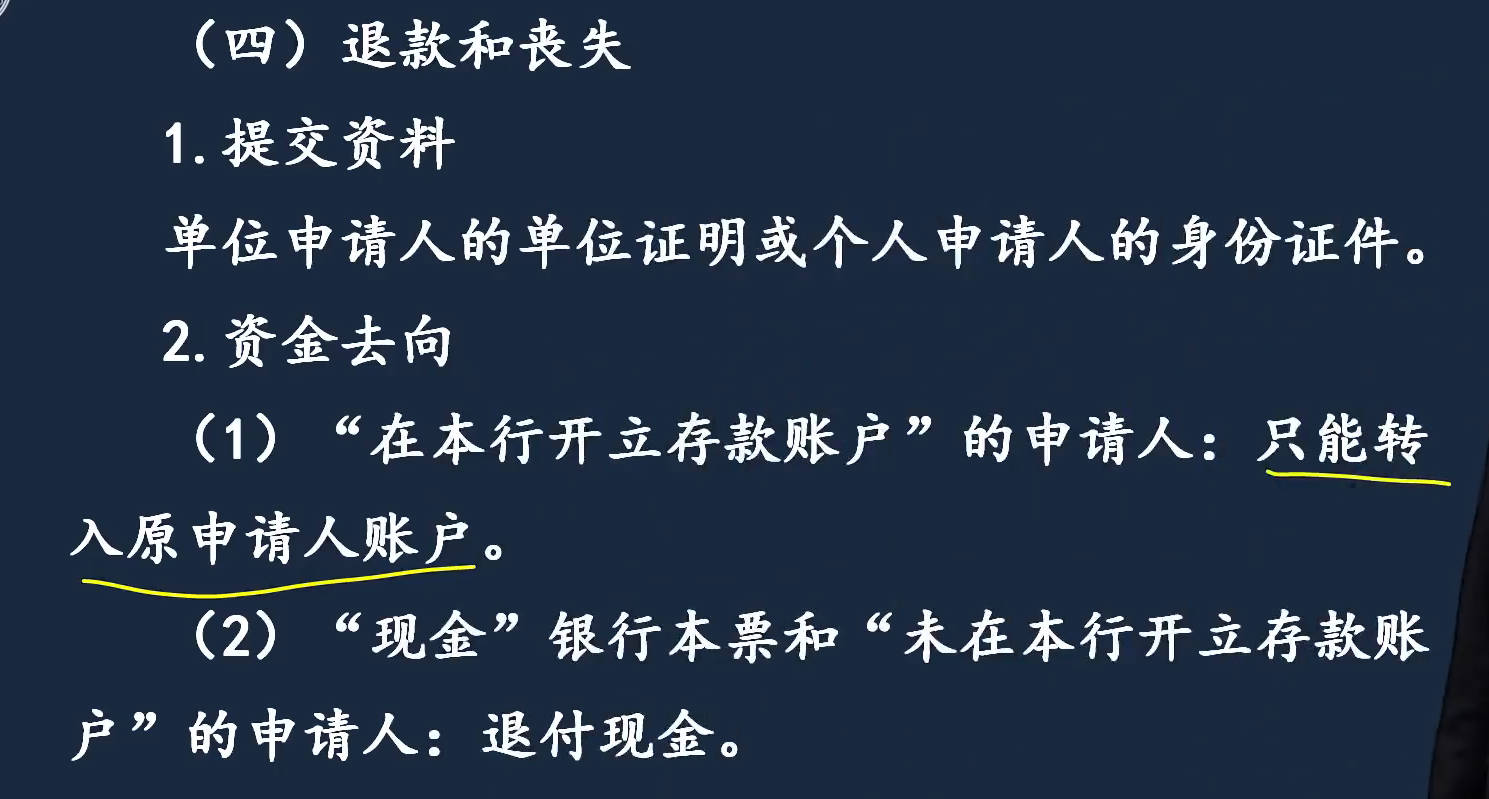 （四）退款和丧失
1.提交资料
单位申请人的单位证明或个人申请人的身份证件。
2.资金去向
（1）“在本行开立存款账户”的申请人：只能转
入原申请人账户。
（2）“现金”银行本票和“未在本行开立存款账
户”的申请人：退付现金。